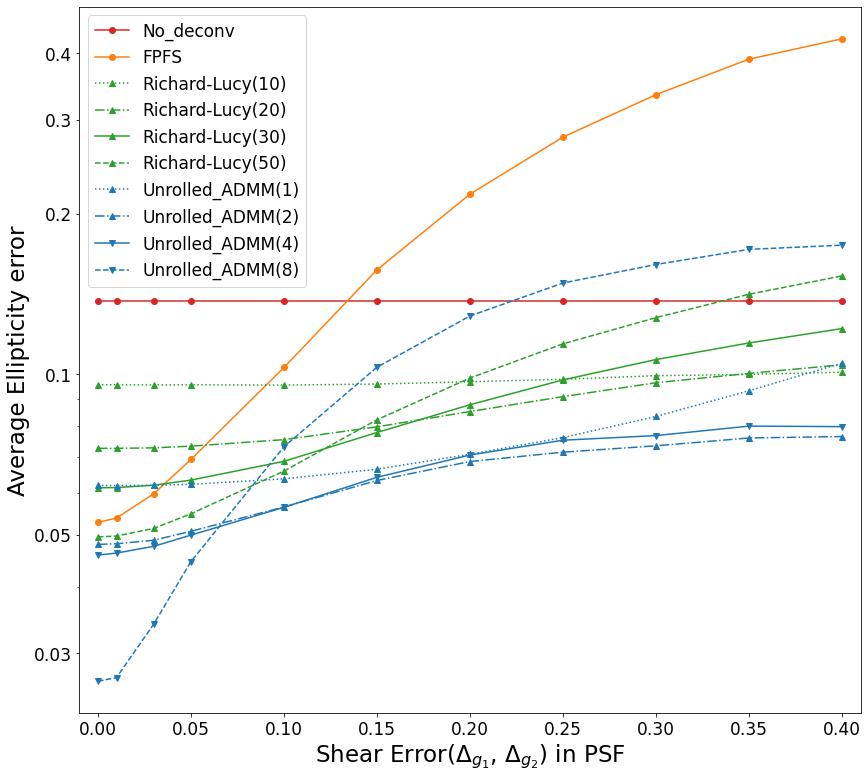 No_deconv
FPFS
Richard-Lucy(10)
Richard-Lucy(20)
Richard-Lucy(30)
Richard-Lucy(50)
Unrolled_ADMM(1)
Unrolled_ADMM(2)
Unrolled_ADMM(4)
Unrolled_ADMM(8)
Average Ellipticity error
0.4
0.3
0.2
0.1
0.05
0.03
0.00 0.05 0.10 0.15 0.20 0.25 0.30 0.35 0.40
Shear Error(Δg₁, Δg₂) in PSF